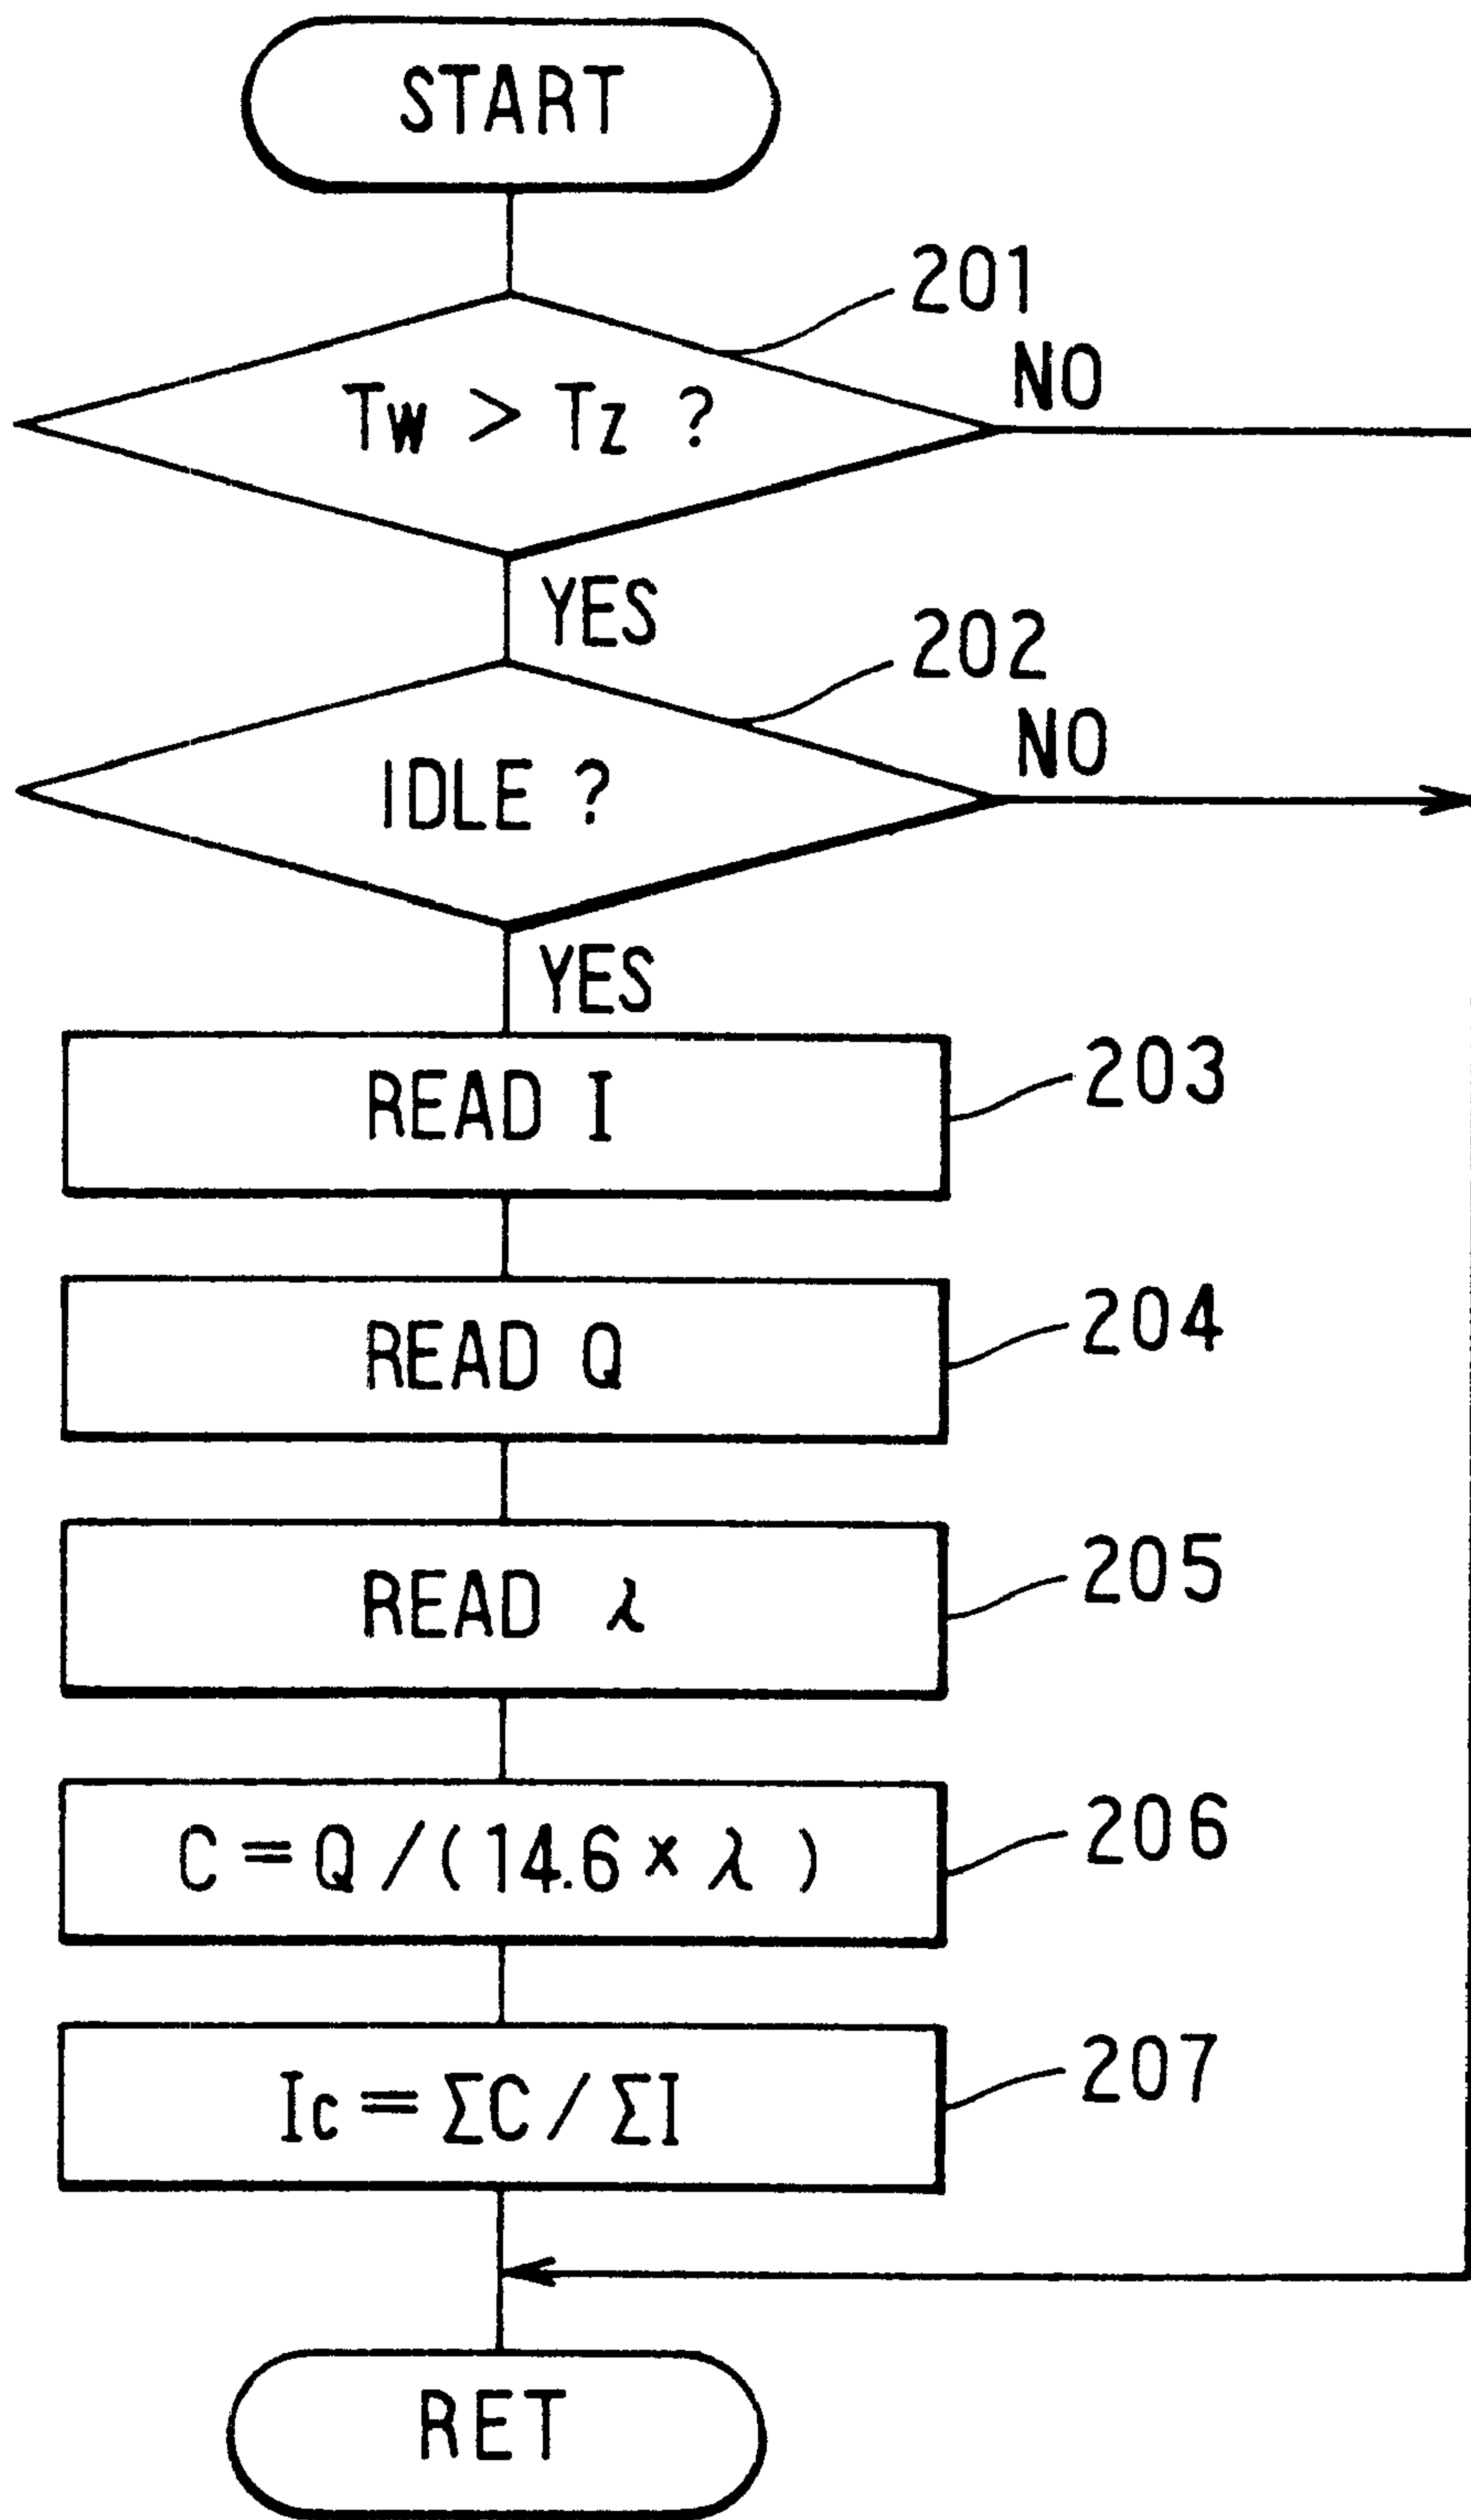 START
201
NO
Tw > Tz ?
YES
202
NO
IDLE ?
YES
READ I
203
READ Q
204
READ λ
205
C=Q/(14.6×λ)
206
Ic=ΣC/ΣI
207
RET